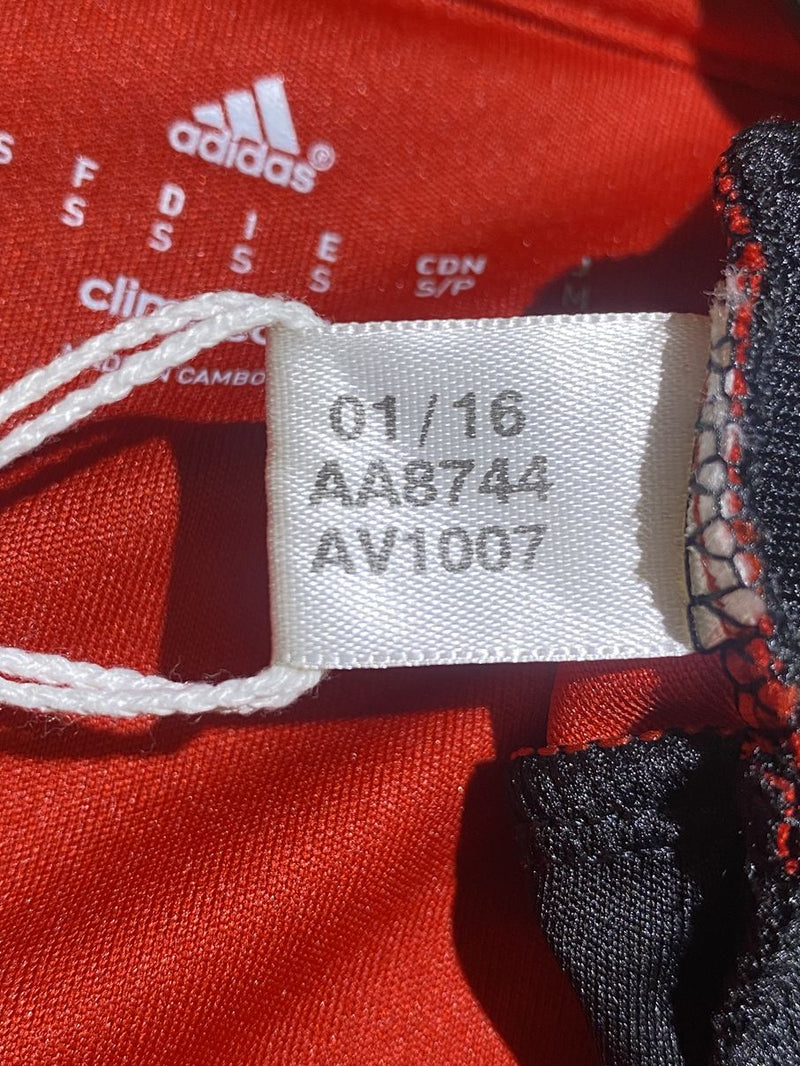 adidas®
S F D I E CDN J
S S S S S/P M
01/16
AA8744
AV1007